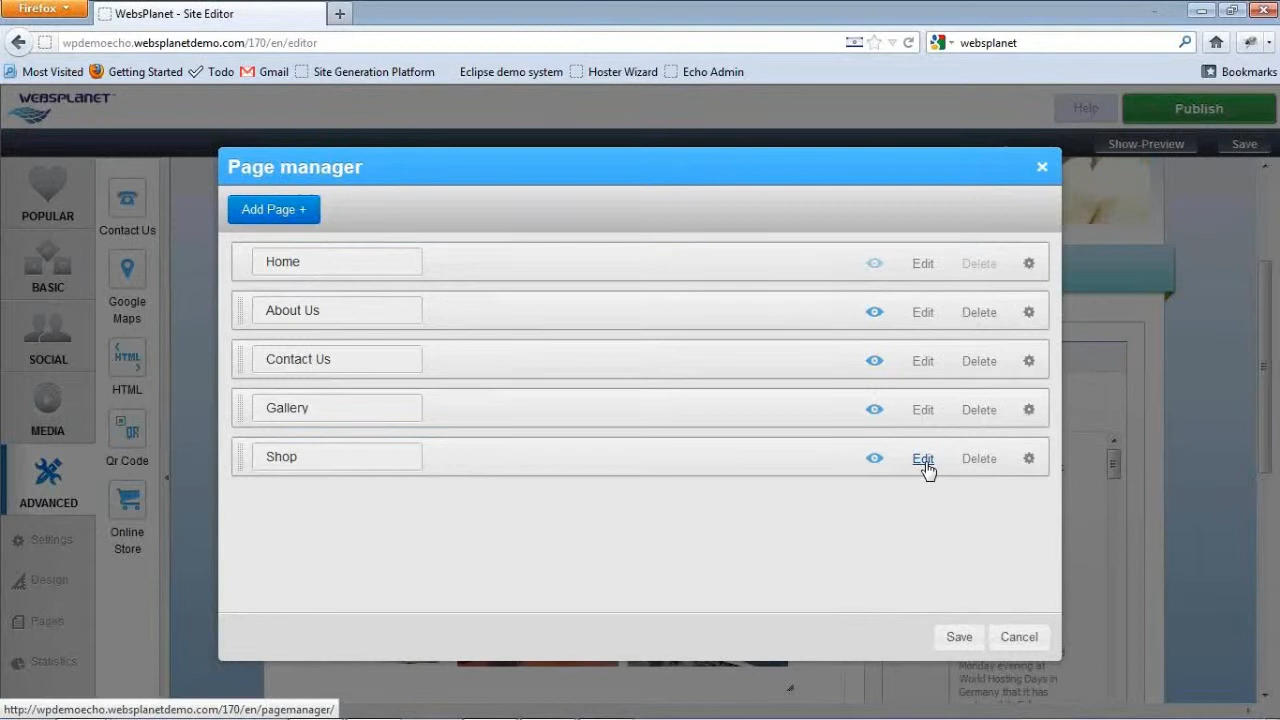 Firefox
WebsPlanet - Site Editor
wpdemoecho.websplanetdemo.com/170/en/editor
websplanet
Most Visited Getting Started Todo Gmail Site Generation Platform Eclipse demo system Hoster Wizard Echo Admin Bookmarks
WEBSPLANET
Help
Publish
Show-Preview
Save
Page manager
Add Page +
Home
Edit
Delete
About Us
Edit
Delete
Contact Us
Edit
Delete
Gallery
Edit
Delete
Shop
Edit
Delete
Save
Cancel
POPULAR
BASIC
SOCIAL
MEDIA
ADVANCED
Settings
Design
Pages
Statistics
Contact Us
Google
Maps
HTML
HTML
QR
Qr Code
Online
Store
Monday evening at
World Hosting Days in
Germany that it has
http://wpdemoecho.websplanetdemo.com/170/en/pagemanager/